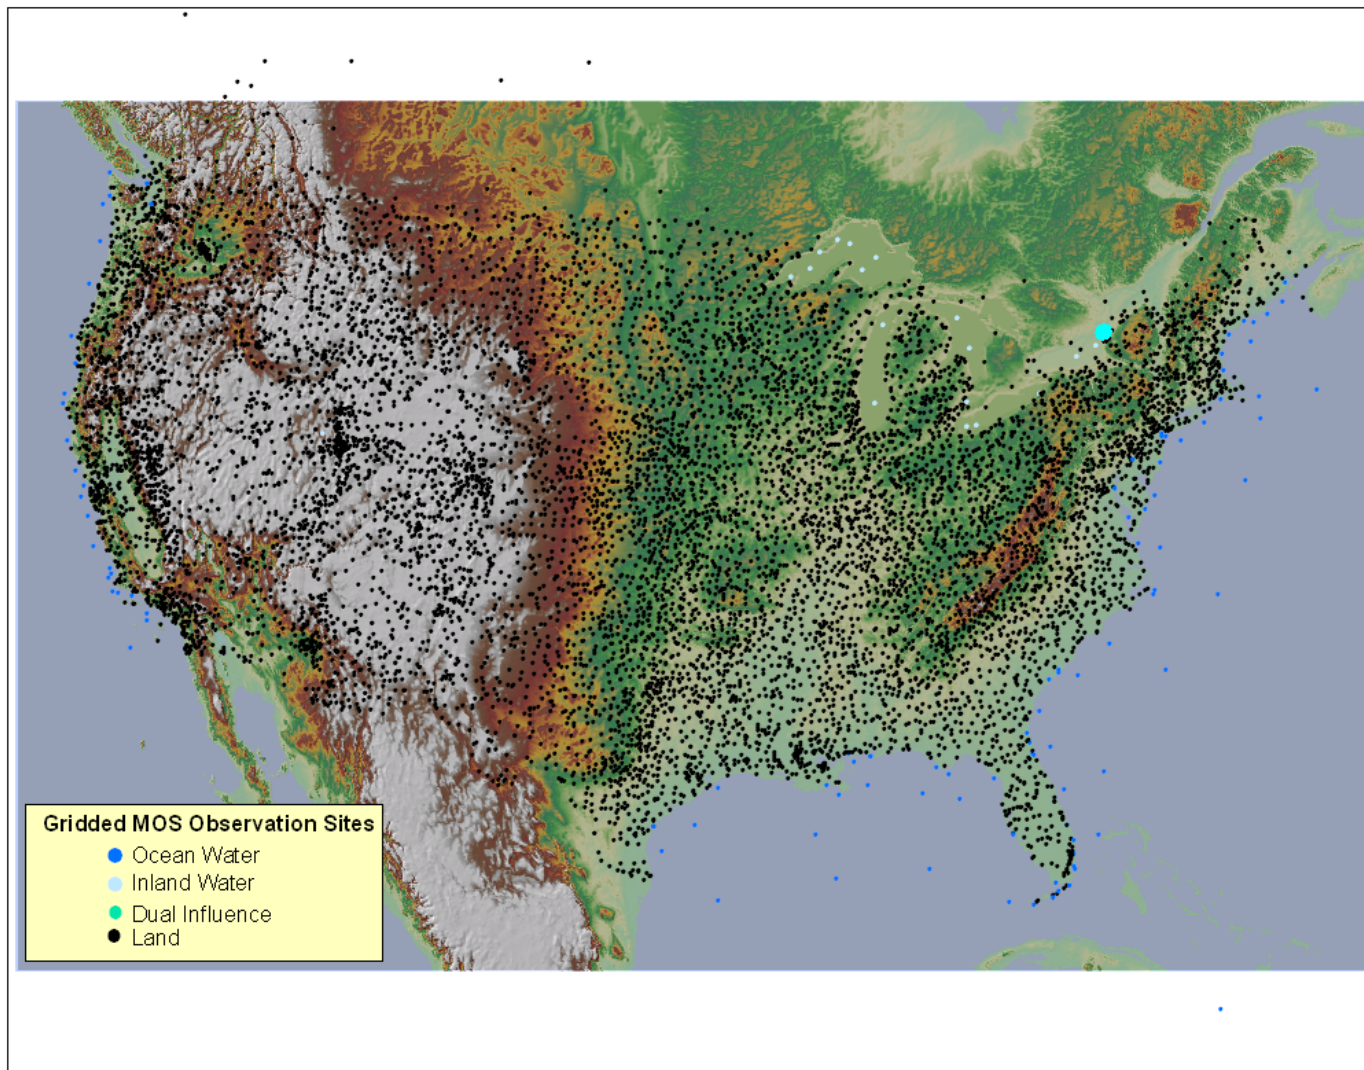 Gridded MOS Observation Sites
Ocean Water
Inland Water
Dual Influence
Land